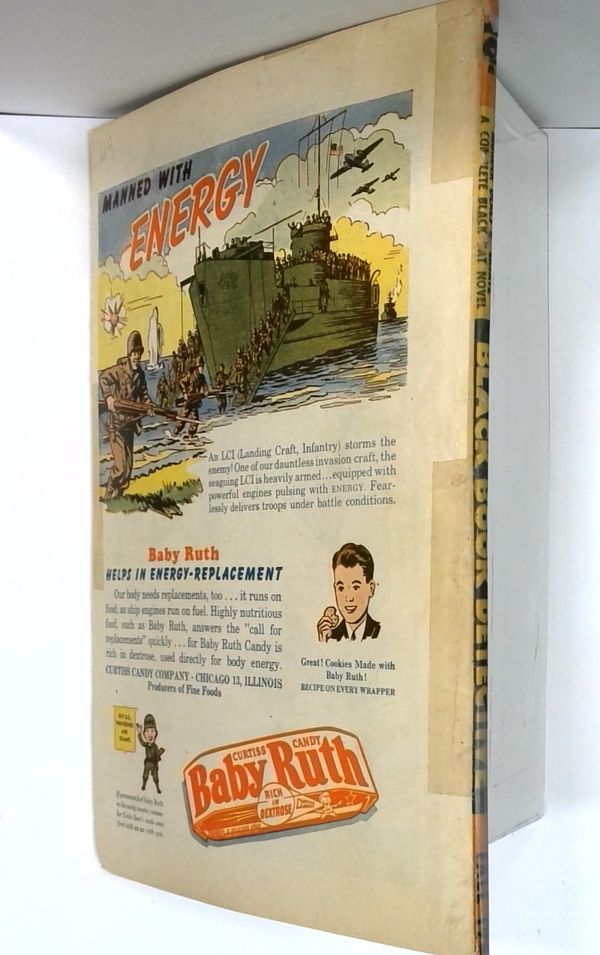 MANNED WITH
ENERGY
An LCI (Landing Craft, Infantry) storms the
enemy! One of our dauntless invasion craft, the
seagoing LCI is heavily armed...equipped with
powerful engines pulsing with ENERGY. Fear-
lessly delivers troops under battle conditions.
Baby Ruth
HELPS IN ENERGY-REPLACEMENT
Our body needs replacements, too . . . it runs on
food, as ship engines run on fuel. Highly nutritious
food, such as Baby Ruth, answers the "call for
replacements" quickly . . . for Baby Ruth Candy is
rich in dextrose, used directly for body energy.
CURTISS CANDY COMPANY · CHICAGO 13, ILLINOIS
Producers of Fine Foods
Great! Cookies Made with
Baby Ruth!
RECIPE ON EVERY WRAPPER
AND
STAMPS
CURTISS CANDY
Baby Ruth
RICH
IN
DEXTROSE
10¢
A COMPLETE BLACK BAT NOVEL
BLACK BOOK DETECTIVE